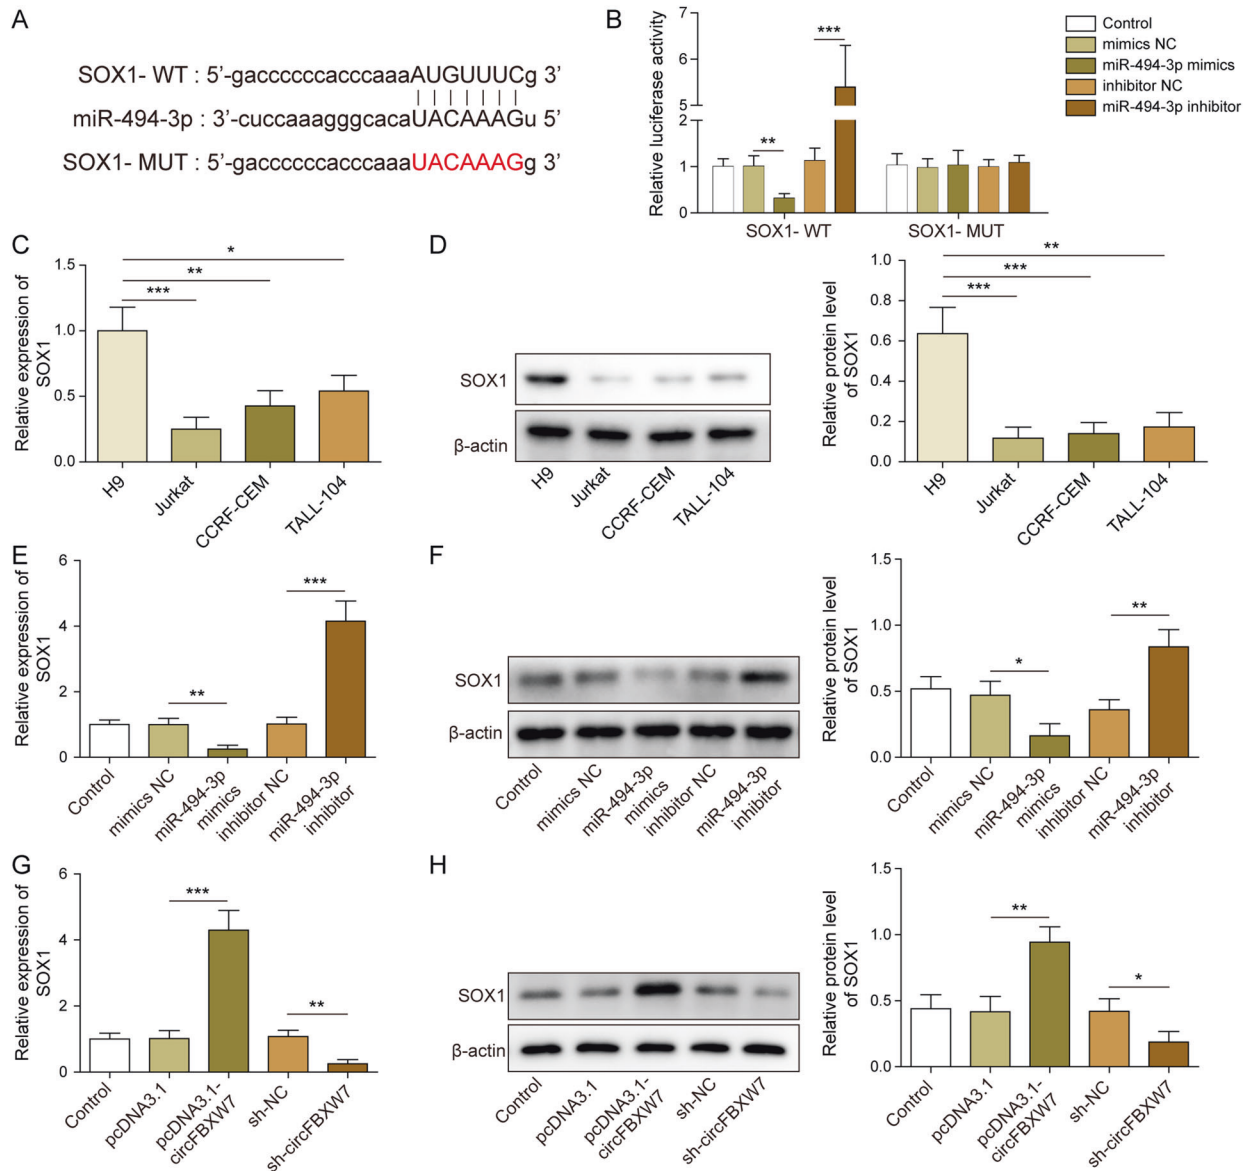 A
SOX1- WT : 5’-gaccccccacccaaaAUGUUUCg 3’
miR-494-3p : 3’-cuccaaagggcacaUACAAAGu 5’
SOX1- MUT : 5’-gaccccccacccaaaUACAAAGg 3’
B
Relative luciferase activity
7
6
5
2
1
0
**
***
SOX1- WT
SOX1- MUT
Control
mimics NC
miR-494-3p mimics
inhibitor NC
miR-494-3p inhibitor
C
Relative expression of
SOX1
1.5
1.0
0.5
0.0
*
**
***
H9
Jurkat
CCRF-CEM
TALL-104
D
SOX1
β-actin
H9
Jurkat
CCRF-CEM
TALL-104
Relative protein level
of SOX1
1.0
0.8
0.6
0.4
0.2
0.0
**
***
***
H9
Jurkat
CCRF-CEM
TALL-104
E
Relative expression of
SOX1
6
4
2
0
**
***
Control
mimics NC
miR-494-3p
mimics
inhibitor NC
miR-494-3p
inhibitor
F
SOX1
β-actin
Control
mimics NC
miR-494-3p
mimics
inhibitor NC
miR-494-3p
inhibitor
Relative protein level
of SOX1
1.5
1.0
0.5
0.0
*
**
Control
mimics NC
miR-494-3p
mimics
inhibitor NC
miR-494-3p
inhibitor
G
Relative expression of
SOX1
6
4
2
0
***
**
Control
pcDNA3.1
pcDNA3.1-
circFBXW7
sh-NC
sh-circFBXW7
H
SOX1
β-actin
Control
pcDNA3.1
pcDNA3.1-
circFBXW7
sh-NC
sh-circFBXW7
Relative protein level
of SOX1
1.5
1.0
0.5
0.0
**
*
Control
pcDNA3.1
pcDNA3.1-
circFBXW7
sh-NC
sh-circFBXW7